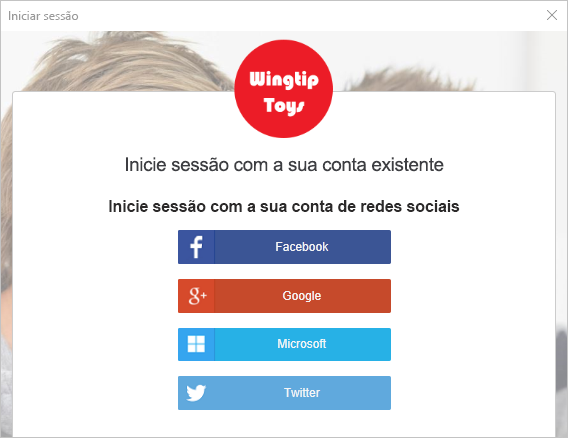 Iniciar sessão
Wingtip
Toys
Inicie sessão com a sua conta existente
Inicie sessão com a sua conta de redes sociais
Facebook
Google
Microsoft
Twitter